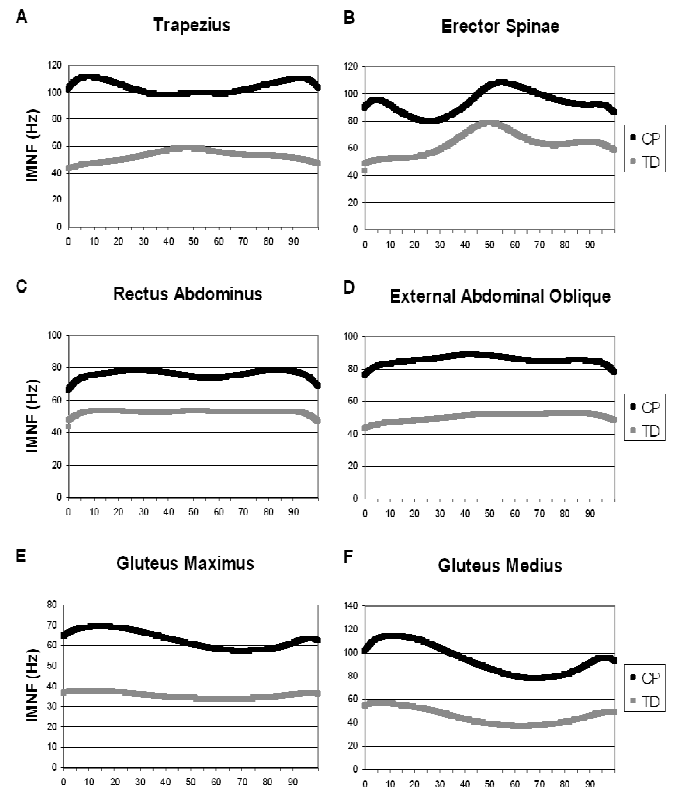 A
Trapezius
B
Erector Spinae
IMNF (Hz)
120
100
80
60
40
20
0
0 10 20 30 40 50 60 70 80 90
120
100
80
60
40
20
0
0 10 20 30 40 50 60 70 80 90
CP
TD
C
Rectus Abdominus
D
External Abdominal Oblique
IMNF (Hz)
100
80
60
40
20
0
0 10 20 30 40 50 60 70 80 90
100
80
60
40
20
0
0 10 20 30 40 50 60 70 80 90
CP
TD
E
Gluteus Maximus
F
Gluteus Medius
IMNF (Hz)
80
70
60
50
40
30
20
10
0
0 10 20 30 40 50 60 70 80 90
140
120
100
80
60
40
20
0
0 10 20 30 40 50 60 70 80 90
CP
TD